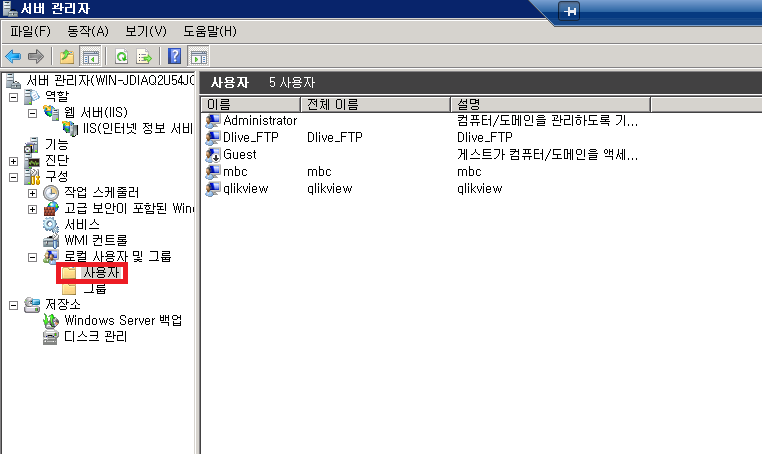 서버 관리자
파일(F) 동작(A) 보기(V) 도움말(H)
서버 관리자(WIN-JDIAQ2U54JO
역할
웹 서버(IIS)
IIS(인터넷 정보 서비
기능
진단
구성
작업 스케줄러
고급 보안이 포함된 Wind
서비스
WMI 컨트롤
로컬 사용자 및 그룹
사용자
그룹
저장소
Windows Server 백업
디스크 관리
사용자 5 사용자
이름 전체 이름 설명
Administrator 컴퓨터/도메인을 관리하도록 기...
Dlive_FTP Dlive_FTP Dlive_FTP
Guest 게스트가 컴퓨터/도메인을 액세...
mbc mbc mbc
qlikview qlikview qlikview